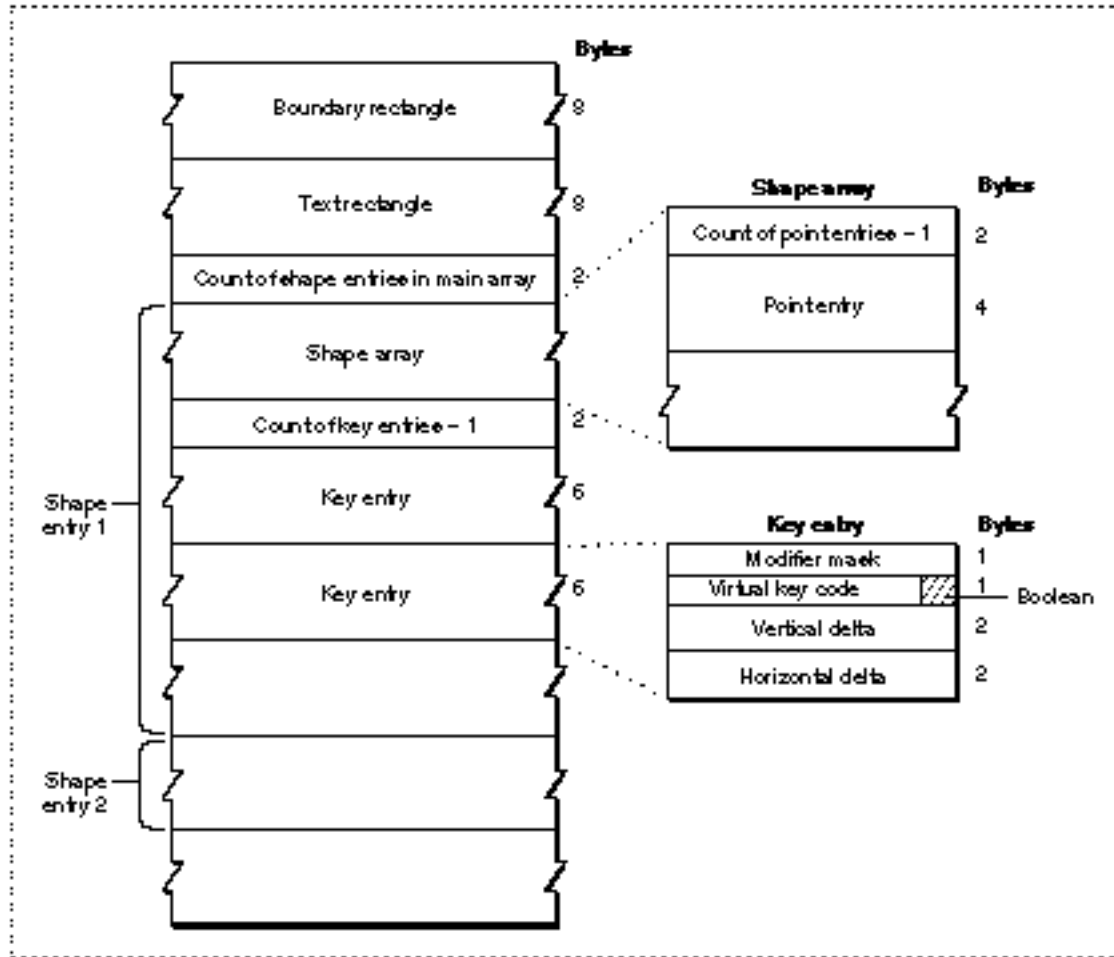 Bytes
Boundary rectangle
8
Text rectangle
8
Count of shape entries in main array
2
Shape array
Count of key entries – 1
2
Shape
entry 1
Key entry
6
Key entry
6
Shape
entry 2
Shape array
Bytes
Count of point entries – 1
2
Point entry
4
Key entry
Bytes
Modifier mask
1
Virtual key code
1
Boolean
Vertical delta
2
Horizontal delta
2